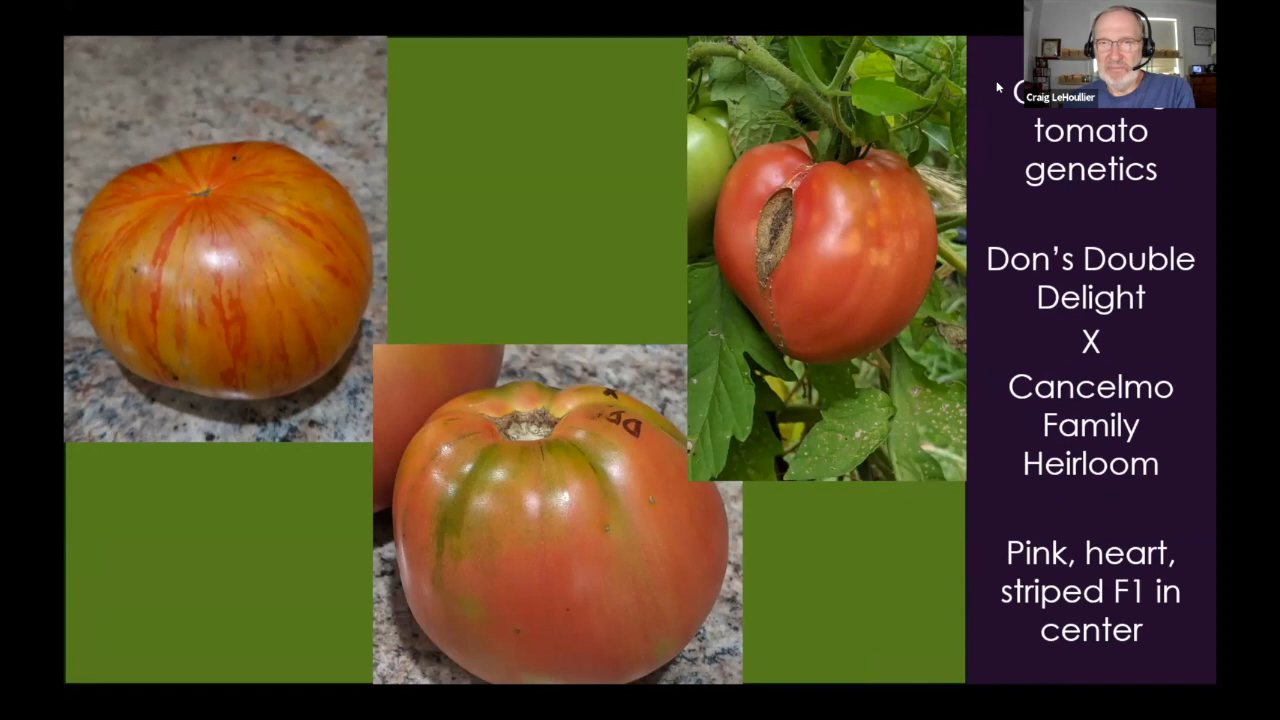 Craig LeHoullier
tomato
genetics
Don's Double
Delight
X
Cancelmo
Family
Heirloom
Pink, heart,
striped F1 in
center